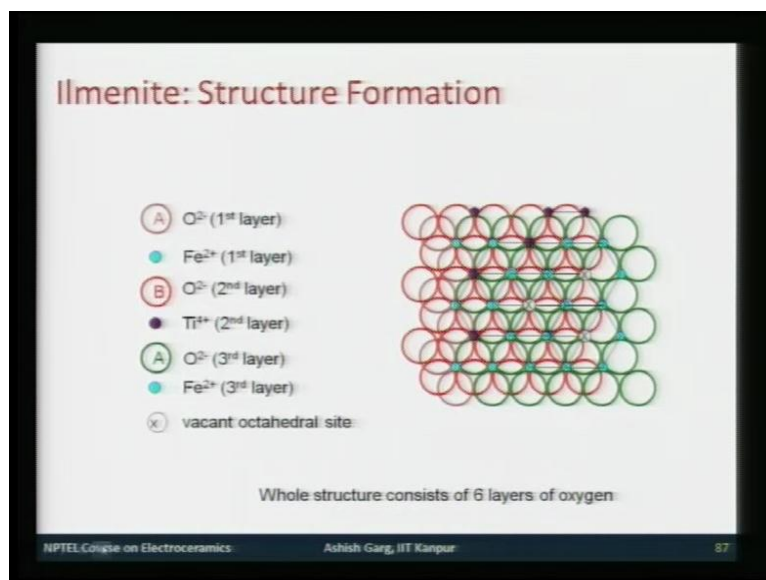 Ilmenite: Structure Formation
A O²⁻ (1ˢᵗ layer)
Fe²⁺ (1ˢᵗ layer)
B O²⁻ (2ⁿᵈ layer)
Ti⁴⁺ (2ⁿᵈ layer)
A O²⁻ (3ʳᵈ layer)
Fe²⁺ (3ʳᵈ layer)
x vacant octahedral site
Whole structure consists of 6 layers of oxygen
NPTEL Course on Electroceramics Ashish Garg, IIT Kanpur 87